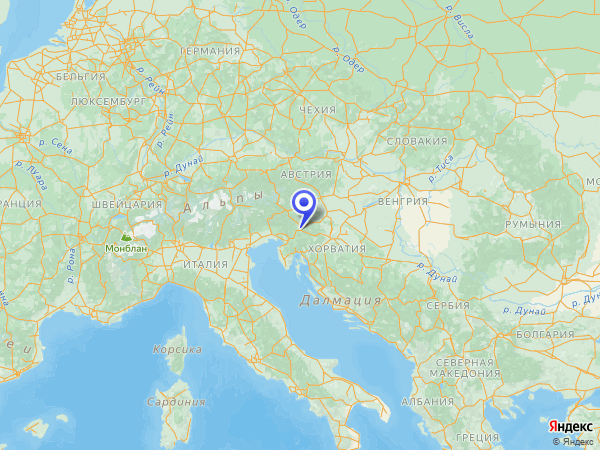 р. Одер
р. Висла
ГЕРМАНИЯ
р. Одер
БЕЛЬГИЯ
р. Рейн
ЛЮКСЕМБУРГ
ЧЕХИЯ
р. Рейн
р. Сена
СЛОВАКИЯ
р. Луара
р. Дунай
р. Тиса
АВСТРИЯ
Альпы
РАНЦИЯ
ШВЕЙЦАРИЯ
ВЕНГРИЯ
РУМЫНИЯ
Монблан
ХОРВАТИЯ
р. Рона
ИТАЛИЯ
р. Дунай
Далмация
СЕРБИЯ
р. Дунай
БОЛГАРИЯ
Корсика
СЕВЕРНАЯ
МАКЕДОНИЯ
Сардиния
АЛБАНИЯ
ГРЕЦИЯ
Яндекс
© Яндекс